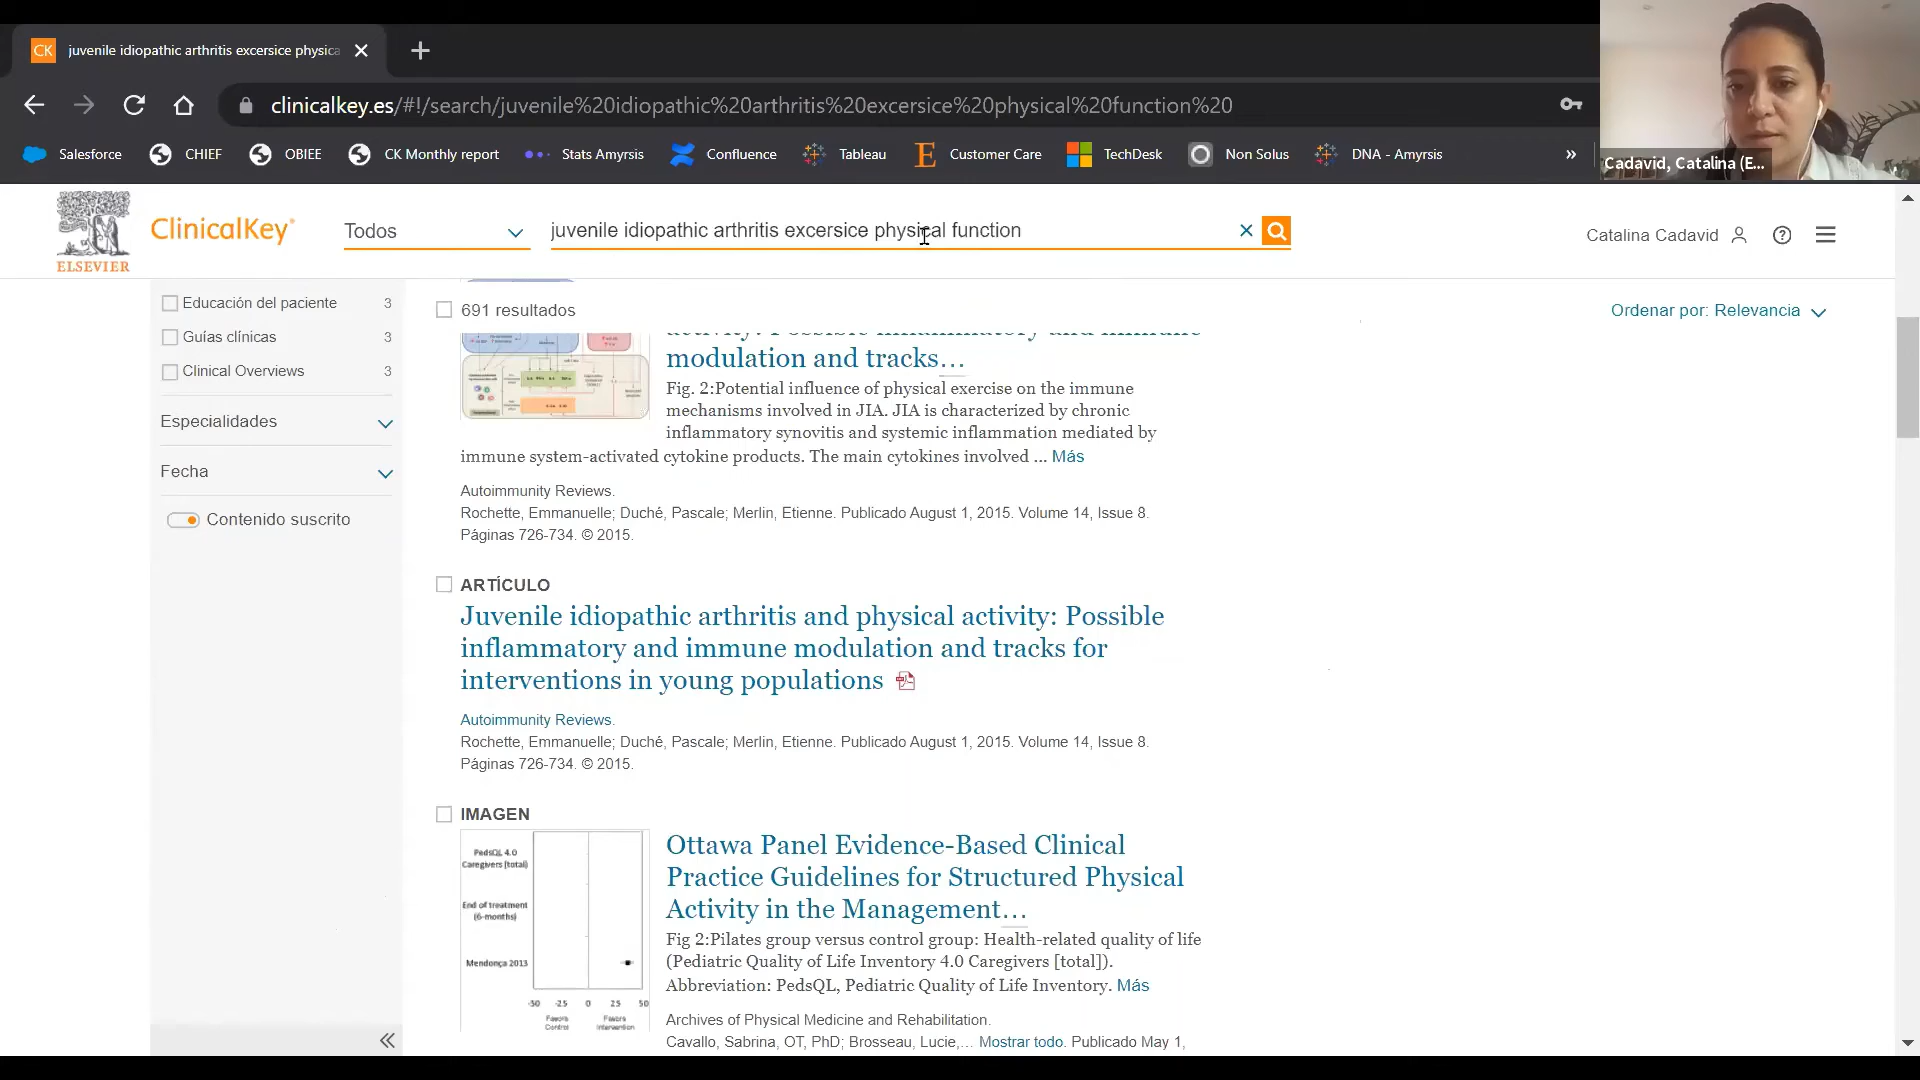 CK juvenile idiopathic arthritis excersice physica
clinicalkey.es/#!/search/juvenile%20idiopathic%20arthritis%20excersice%20physical%20function%20
Salesforce CHIEF OBIEE CK Monthly report Stats Amyrsis Confluence Tableau Customer Care TechDesk Non Solus DNA - Amyrsis »
Cadavid, Catalina (E...
ELSEVIER
ClinicalKey®
Todos
juvenile idiopathic arthritis excersice physical function
Catalina Cadavid
Educación del paciente 3
Guías clínicas 3
Clinical Overviews 3
Especialidades
Fecha
Contenido suscrito
691 resultados
Ordenar por: Relevancia
activity: Possible inflammatory and immune
modulation and tracks...
Fig. 2:Potential influence of physical exercise on the immune
mechanisms involved in JIA. JIA is characterized by chronic
inflammatory synovitis and systemic inflammation mediated by
immune system-activated cytokine products. The main cytokines involved ... Más
Autoimmunity Reviews.
Rochette, Emmanuelle; Duché, Pascale; Merlin, Etienne. Publicado August 1, 2015. Volume 14, Issue 8.
Páginas 726-734. © 2015.
ARTÍCULO
Juvenile idiopathic arthritis and physical activity: Possible
inflammatory and immune modulation and tracks for
interventions in young populations
Autoimmunity Reviews.
Rochette, Emmanuelle; Duché, Pascale; Merlin, Etienne. Publicado August 1, 2015. Volume 14, Issue 8.
Páginas 726-734. © 2015.
IMAGEN
PedsQL 4.0
Caregivers [total]
End of treatment
(6-months)
Mendonça 2013
-50 -25 0 25 50
Favors
Control
Favors
Intervention
Ottawa Panel Evidence-Based Clinical
Practice Guidelines for Structured Physical
Activity in the Management...
Fig 2:Pilates group versus control group: Health-related quality of life
(Pediatric Quality of Life Inventory 4.0 Caregivers [total]).
Abbreviation: PedsQL, Pediatric Quality of Life Inventory. Más
Archives of Physical Medicine and Rehabilitation.
Cavallo, Sabrina, OT, PhD; Brosseau, Lucie,... Mostrar todo. Publicado May 1,